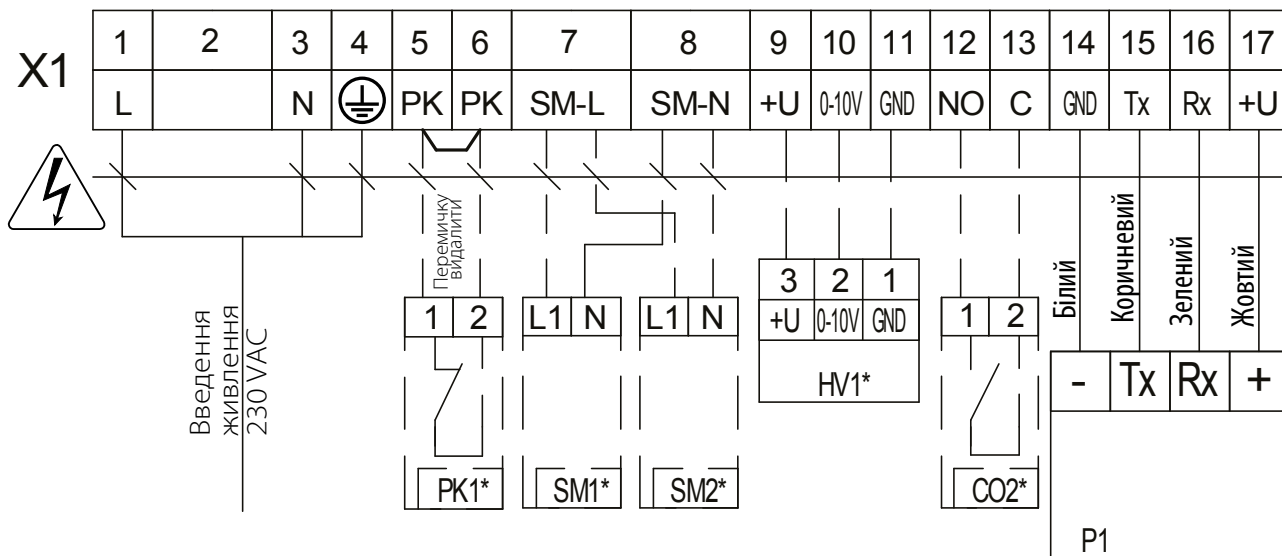 X1
1 2 3 4 5 6 7 8 9 10 11 12 13 14 15 16 17
L N PK PK SM-L SM-N +U 0-10V GND NO C GND Tx Rx +U
Введення
живлення
230 VAC
Перемичку
видалити
1 2
PK1*
L1 N
SM1*
L1 N
SM2*
3 2 1
+U 0-10V GND
HV1*
1 2
CO2*
Білий
Коричневий
Зелений
Жовтий
- Tx Rx +
P1